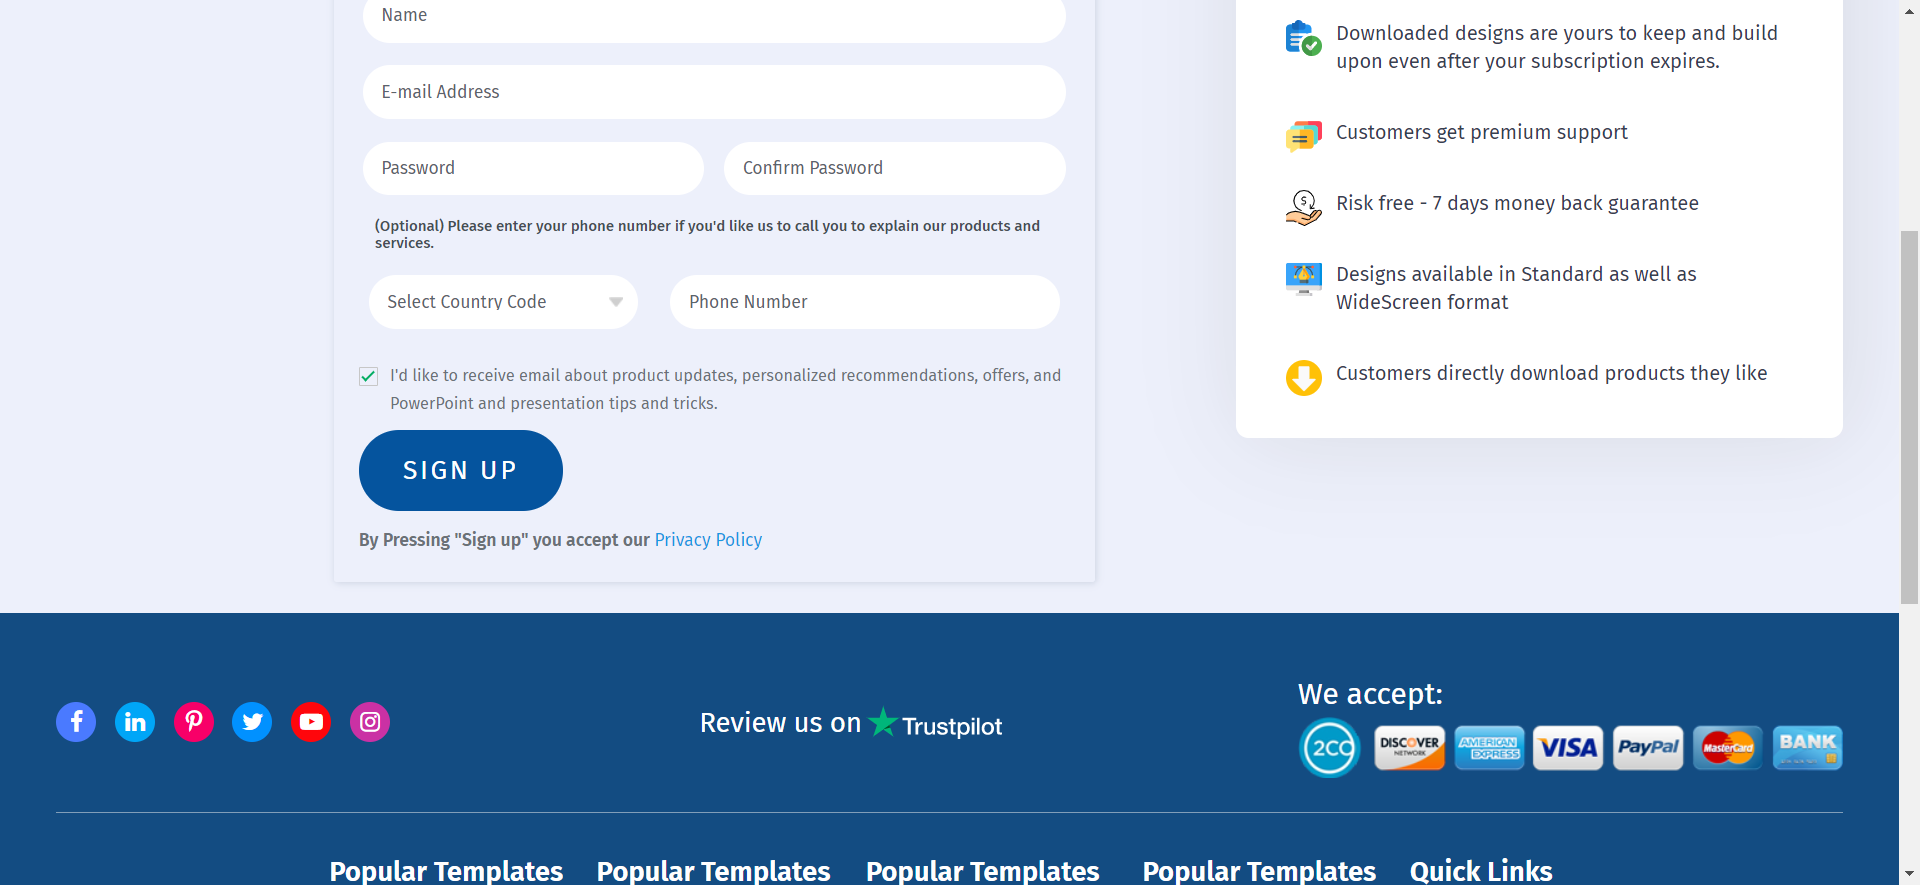 Name
E-mail Address
Password
Confirm Password
(Optional) Please enter your phone number if you'd like us to call you to explain our products and
services.
Select Country Code
Phone Number
I'd like to receive email about product updates, personalized recommendations, offers, and
PowerPoint and presentation tips and tricks.
SIGN UP
By Pressing "Sign up" you accept our Privacy Policy
Downloaded designs are yours to keep and build
upon even after your subscription expires.
Customers get premium support
Risk free - 7 days money back guarantee
Designs available in Standard as well as
WideScreen format
Customers directly download products they like
Review us on Trustpilot
We accept:
2CO
DISCOVER
NETWORK
AMERICAN
EXPRESS
VISA
PayPal
MasterCard
BANK
Popular Templates
Popular Templates
Popular Templates
Popular Templates
Quick Links